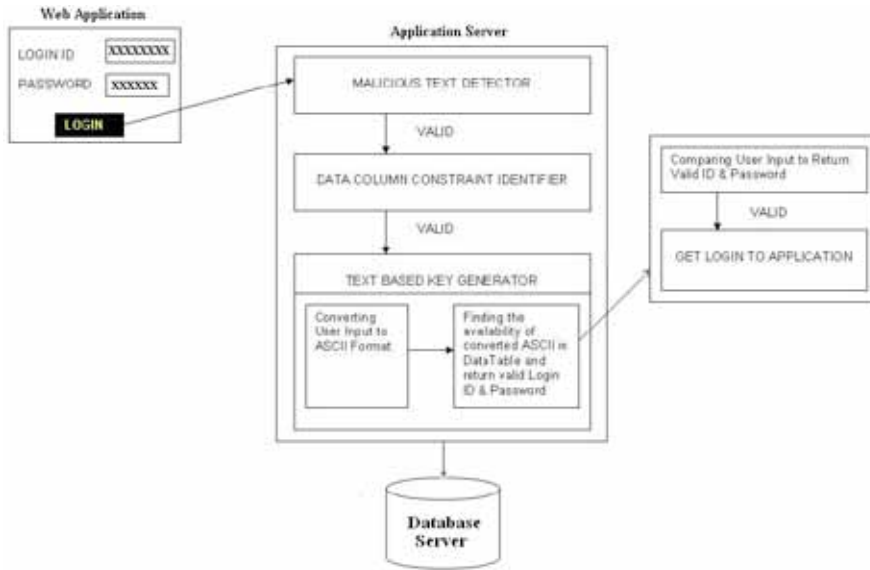 Web Application
LOGIN ID XXXXXXXX
PASSWORD XXXXXX
LOGIN
Application Server
MALICIOUS TEXT DETECTOR
VALID
DATA COLUMN CONSTRAINT IDENTIFIER
VALID
TEXT BASED KEY GENERATOR
Converting
User Input to
ASCII Format
Finding the
availability of
converted ASCII in
DataTable and
return valid Login
ID & Password
Comparing User Input to Return
Valid ID & Password
VALID
GET LOGIN TO APPLICATION
Database
Server